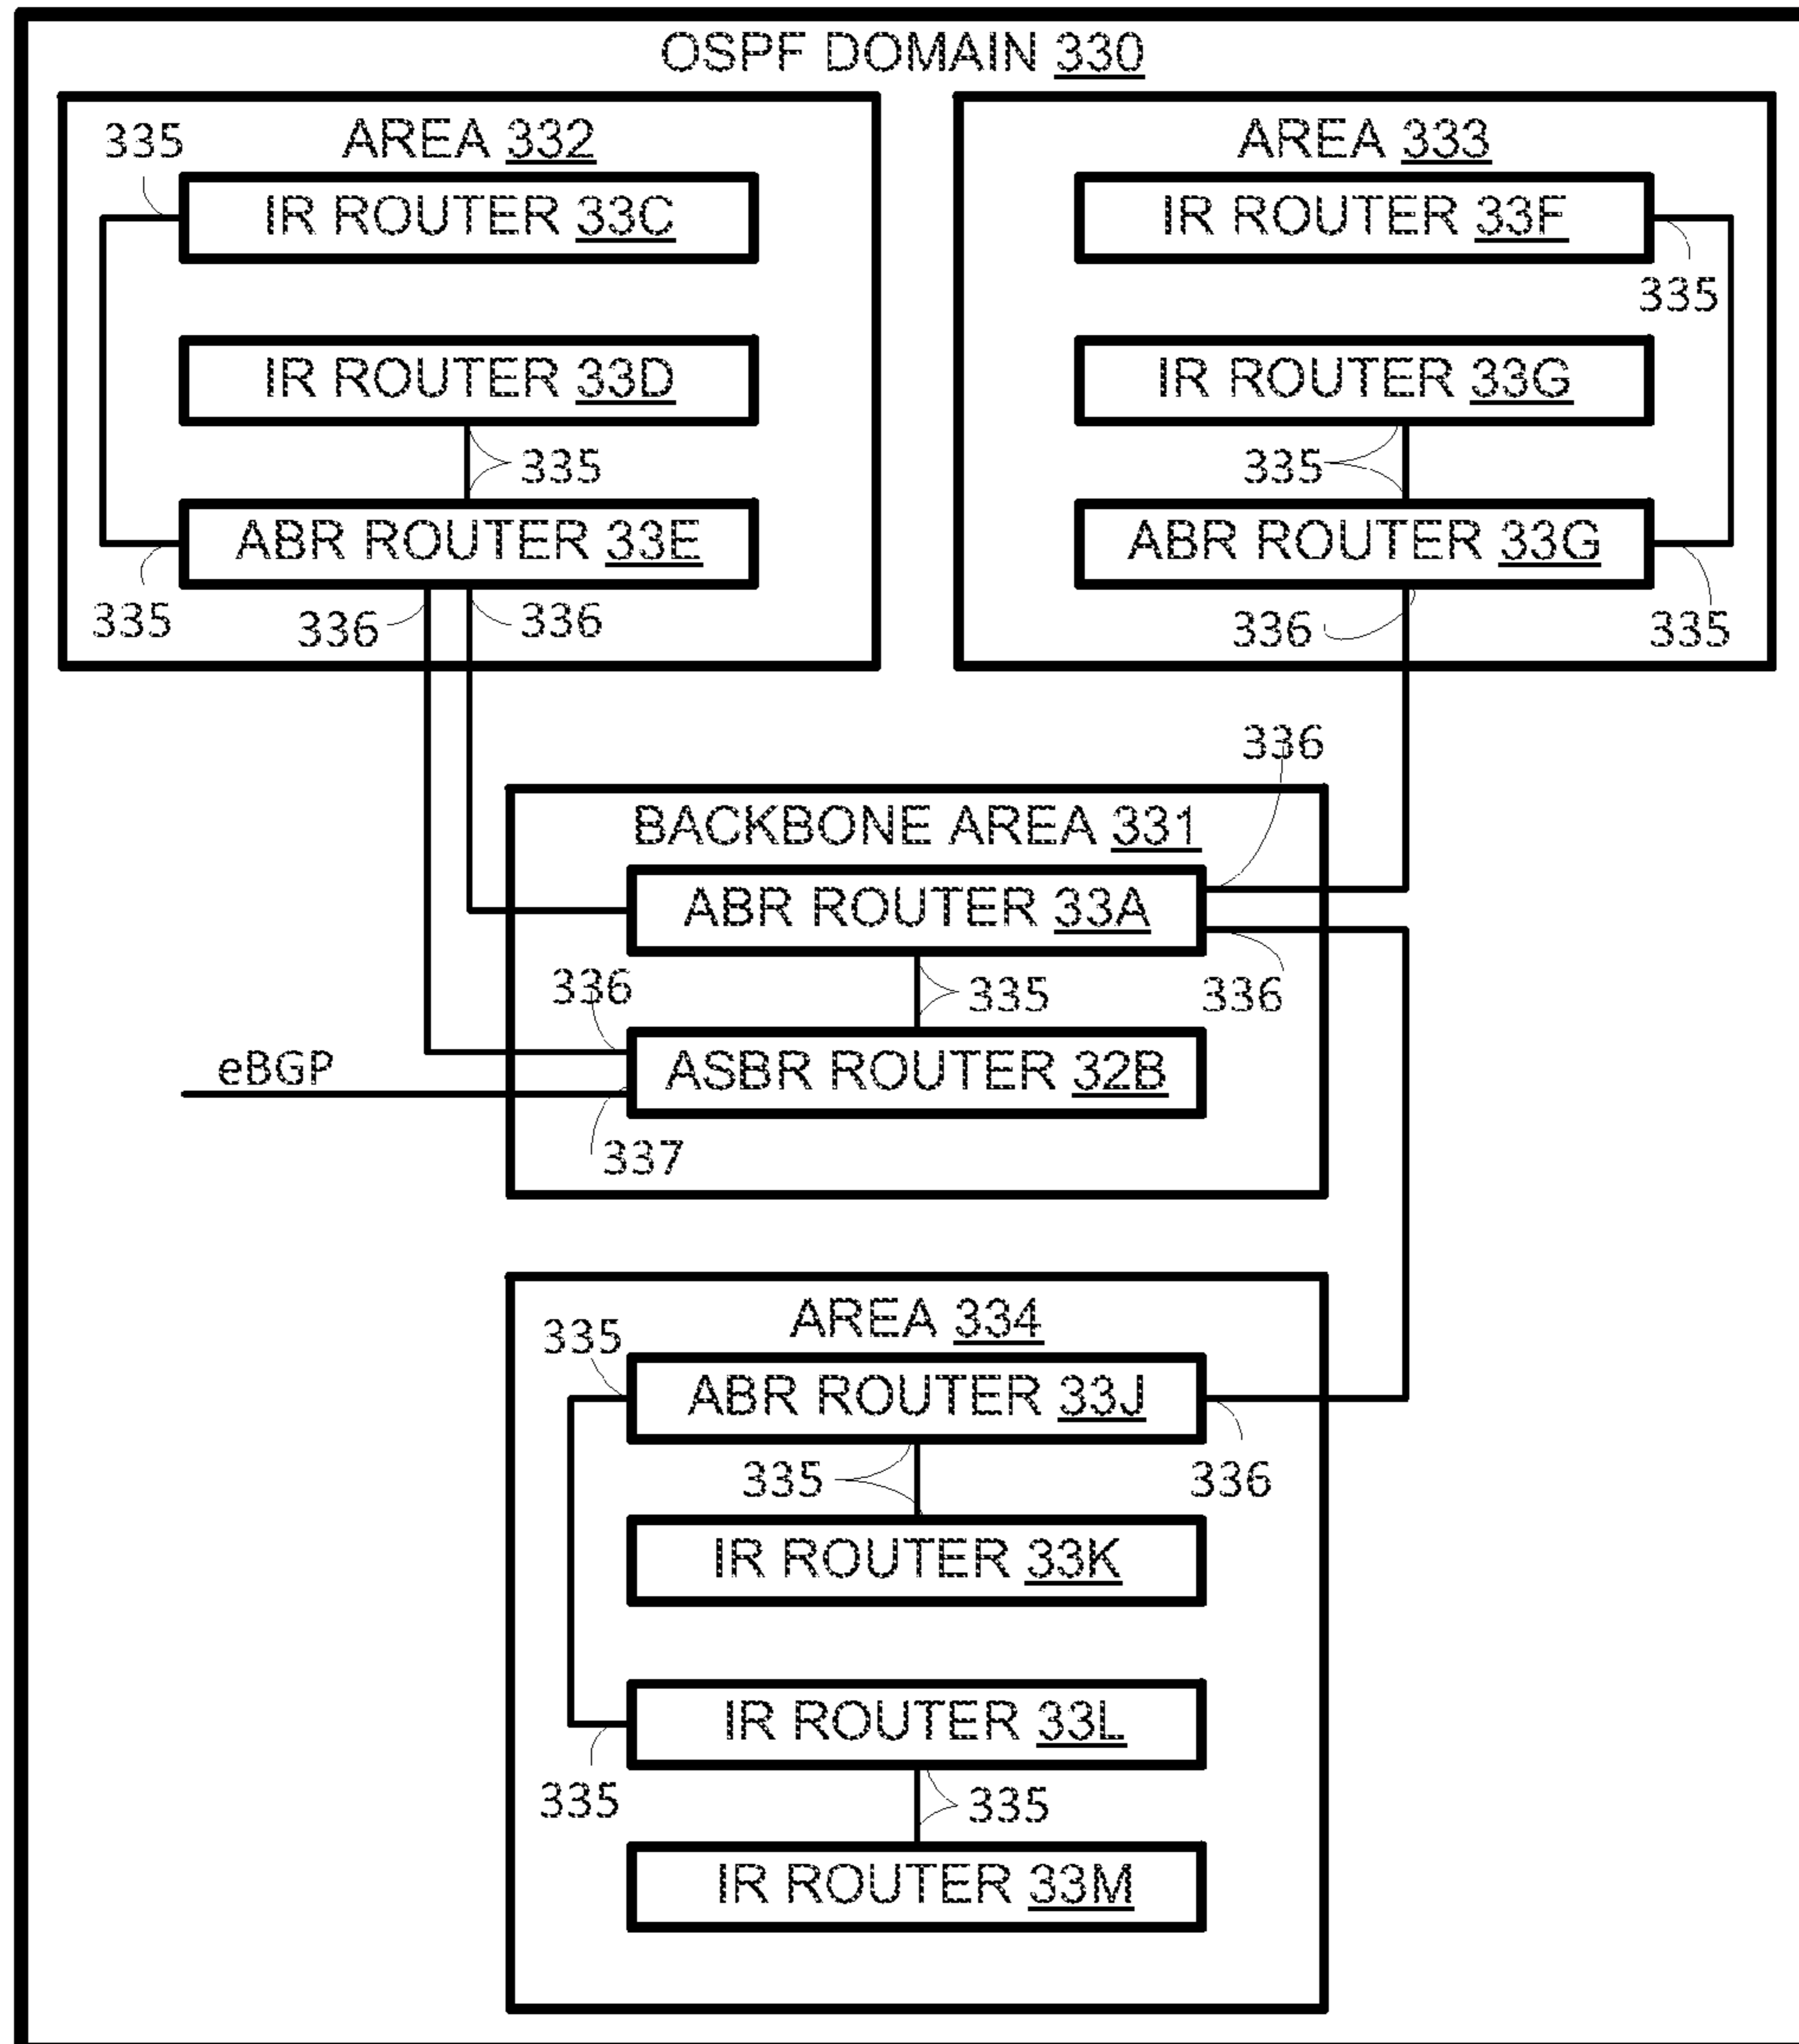 OSPF DOMAIN 330
AREA 332
335
IR ROUTER 33C
IR ROUTER 33D
335
ABR ROUTER 33E
335
336
336
AREA 333
IR ROUTER 33F
335
IR ROUTER 33G
335
ABR ROUTER 33G
336
335
336
BACKBONE AREA 331
ABR ROUTER 33A
336
335
336
ASBR ROUTER 32B
eBGP
337
AREA 334
335
ABR ROUTER 33J
335
336
IR ROUTER 33K
IR ROUTER 33L
335
335
IR ROUTER 33M